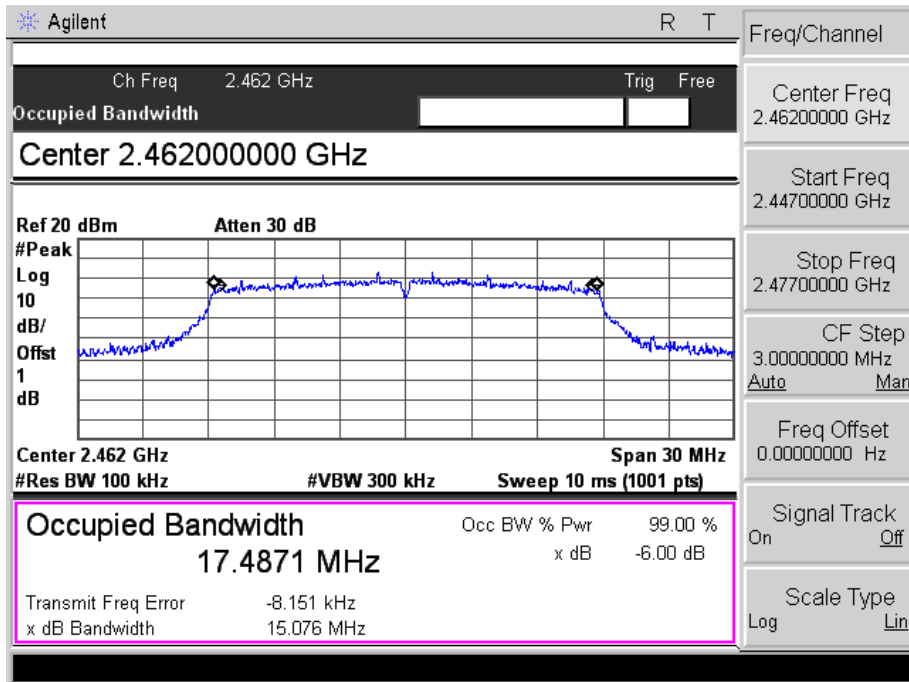 Agilent R T
Ch Freq 2.462 GHz Trig Free
Occupied Bandwidth
Center 2.462000000 GHz
Ref 20 dBm Atten 30 dB
#Peak
Log
10
dB/
Offst
1
dB
Center 2.462 GHz Span 30 MHz
#Res BW 100 kHz #VBW 300 kHz Sweep 10 ms (1001 pts)
Occupied Bandwidth Occ BW % Pwr 99.00 %
17.4871 MHz x dB -6.00 dB
Transmit Freq Error -8.151 kHz
x dB Bandwidth 15.076 MHz
Freq/Channel
Center Freq
2.46200000 GHz
Start Freq
2.44700000 GHz
Stop Freq
2.47700000 GHz
CF Step
3.00000000 MHz
Auto Man
Freq Offset
0.00000000 Hz
Signal Track
On Off
Scale Type
Log Lin